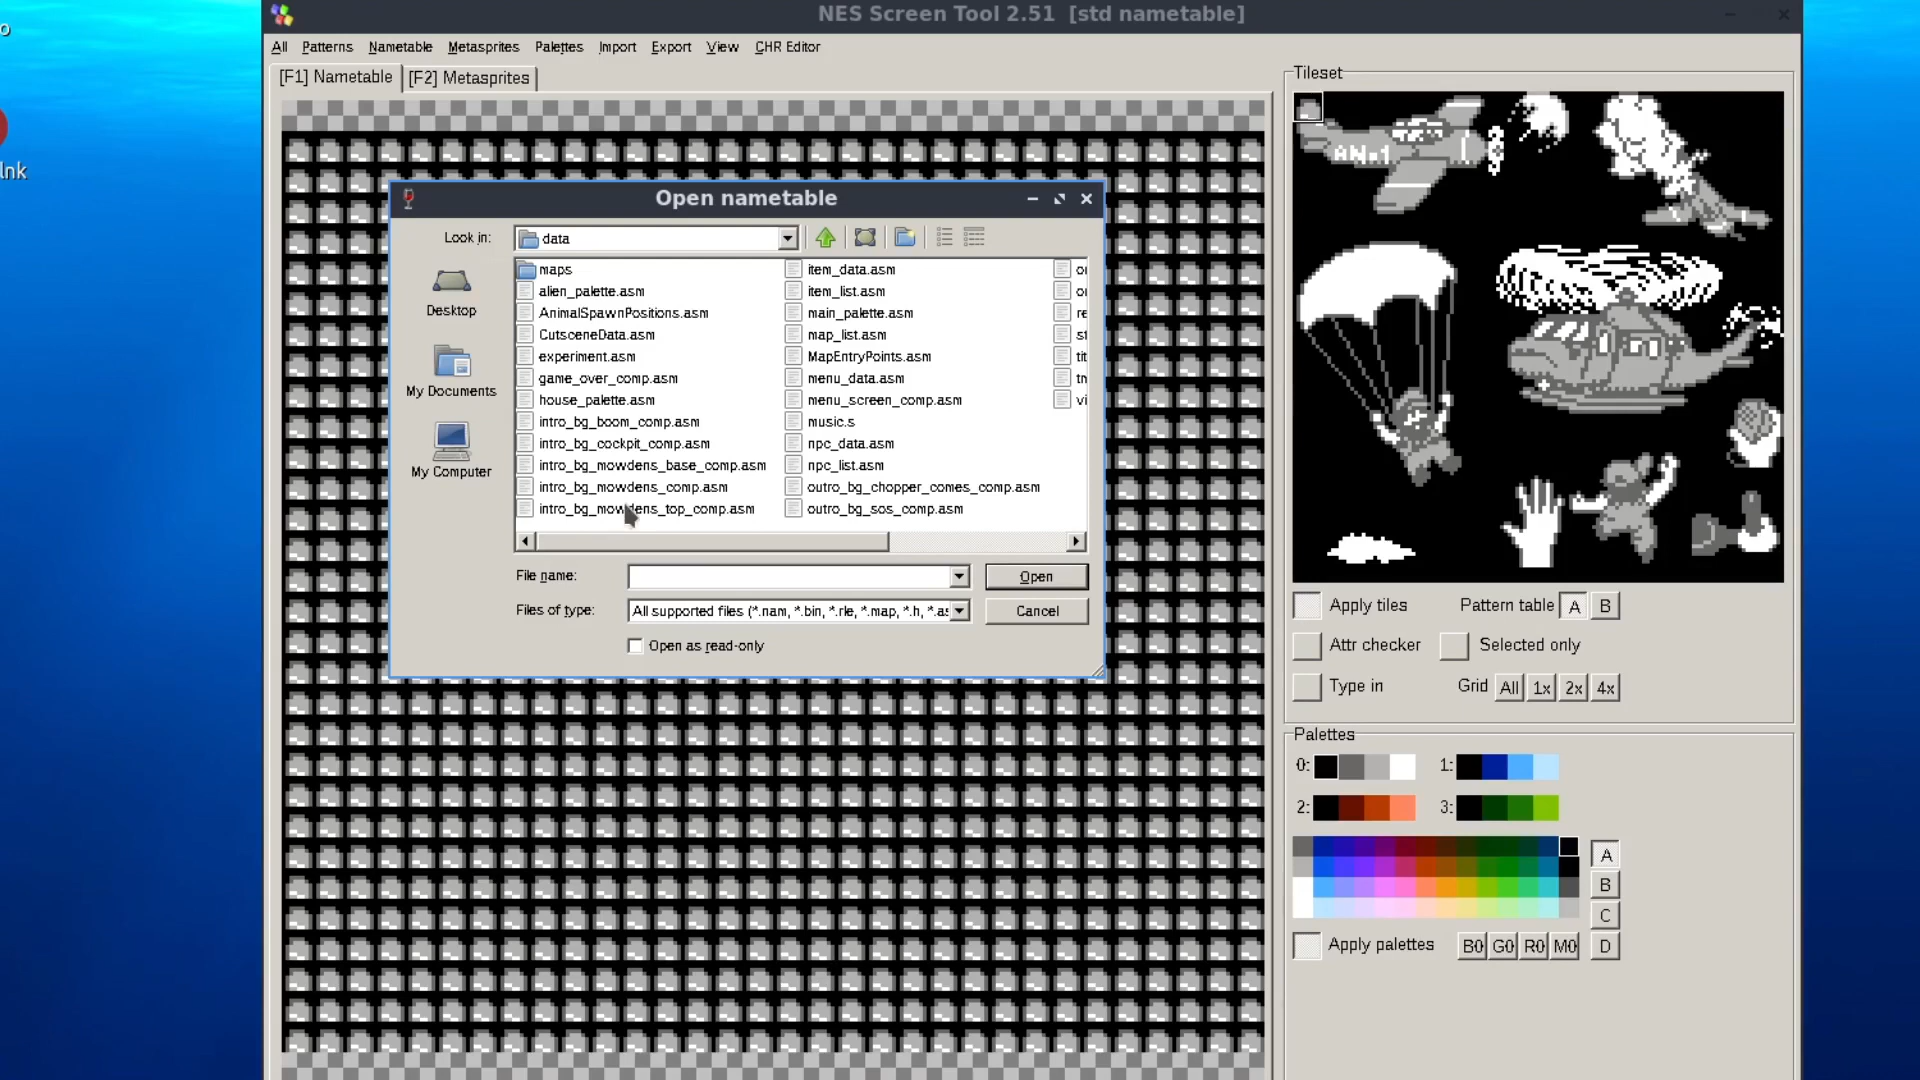 o
lnk
NES Screen Tool 2.51 [std nametable]
All Patterns Nametable Metasprites Palettes Import Export View CHR Editor
[F1] Nametable [F2] Metasprites
Tileset
AN-1
Open nametable
Look in: data
Desktop
My Documents
My Computer
maps
alien_palette.asm
AnimalSpawnPositions.asm
CutsceneData.asm
experiment.asm
game_over_comp.asm
house_palette.asm
intro_bg_boom_comp.asm
intro_bg_cockpit_comp.asm
intro_bg_mowdens_base_comp.asm
intro_bg_mowdens_comp.asm
intro_bg_mowdens_top_comp.asm
item_data.asm
item_list.asm
main_palette.asm
map_list.asm
MapEntryPoints.asm
menu_data.asm
menu_screen_comp.asm
music.s
npc_data.asm
npc_list.asm
outro_bg_chopper_comes_comp.asm
outro_bg_sos_comp.asm
re
st
tit
vi
File name: Open
Files of type: All supported files (*.nam, *.bin, *.rle, *.map, *.h, *.as Cancel
Open as read-only
Apply tiles Pattern table A B
Attr checker Selected only
Type in Grid All 1x 2x 4x
Palettes
0: 1:
2: 3:
A
B
C
Apply palettes B0 G0 R0 M0 D